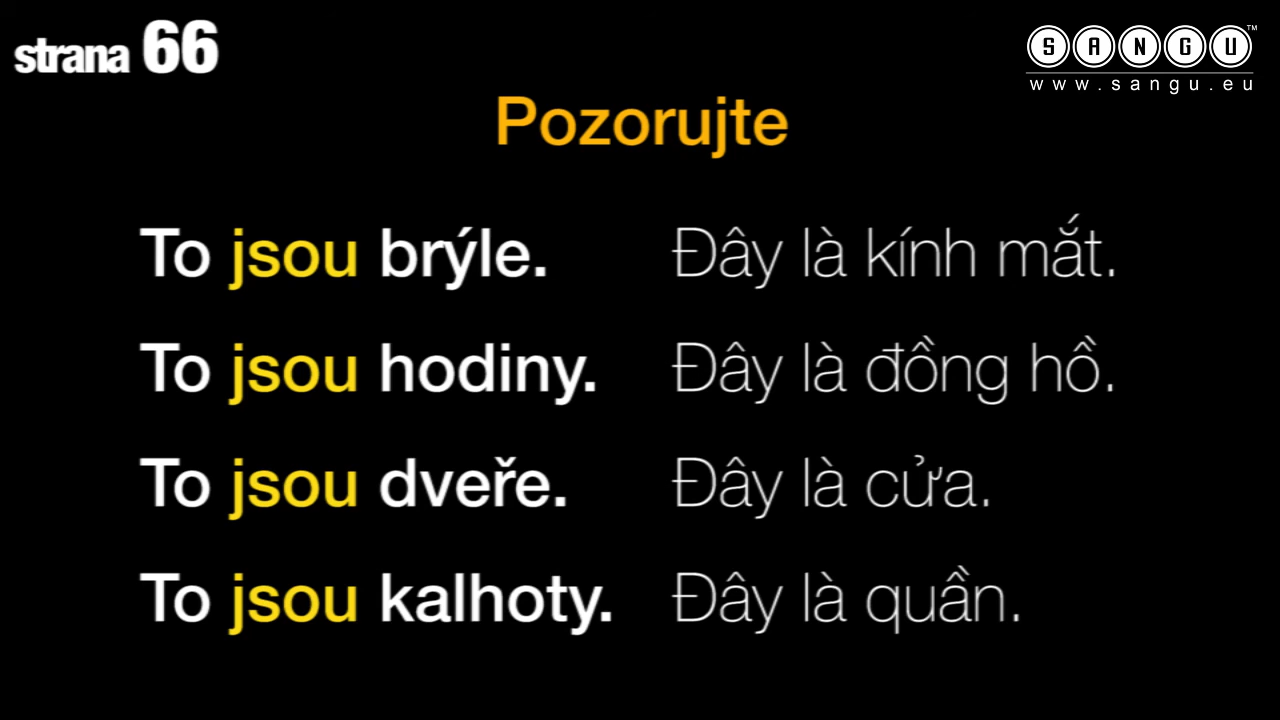 strana 66
SANGU™
www.sangu.eu
Pozorujte
To jsou brýle. Đây là kính mắt.
To jsou hodiny. Đây là đồng hồ.
To jsou dveře. Đây là cửa.
To jsou kalhoty. Đây là quần.